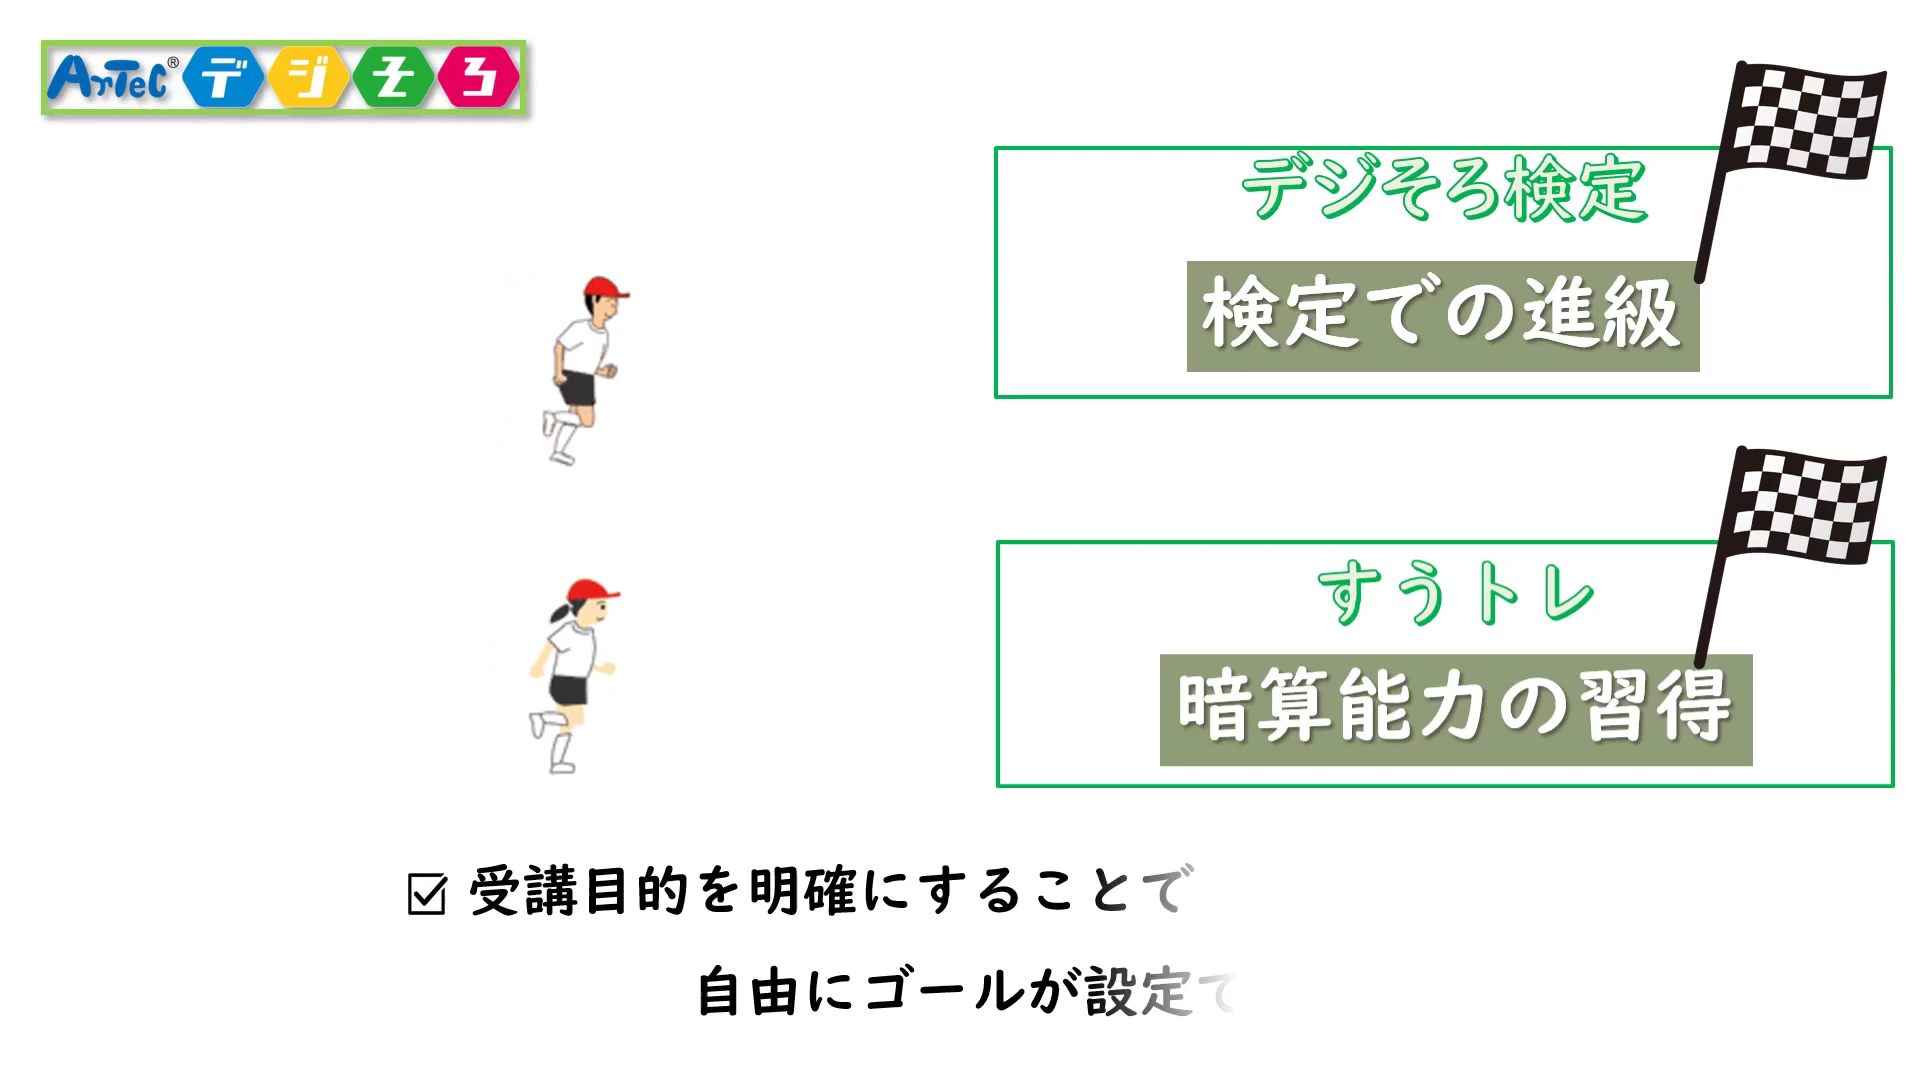 ArTeC® デジそろ
デジそろ検定
検定での進級
すうトレ
暗算能力の習得
☑ 受講目的を明確にすることで
自由にゴールが設定で